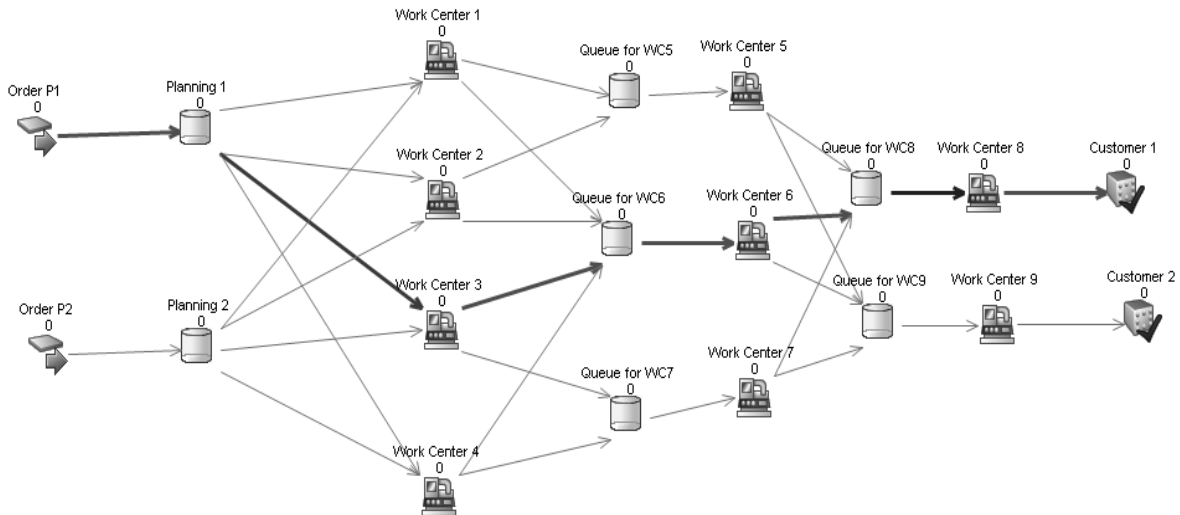 Work Center 1
0
Queue for WC5
0
Work Center 5
0
Order P1
0
Planning 1
0
Work Center 2
0
Queue for WC8
0
Work Center 8
0
Customer 1
0
Queue for WC6
0
Work Center 6
0
Work Center 3
0
Queue for WC9
0
Work Center 9
0
Customer 2
0
Order P2
0
Planning 2
0
Queue for WC7
0
Work Center 7
0
Work Center 4
0